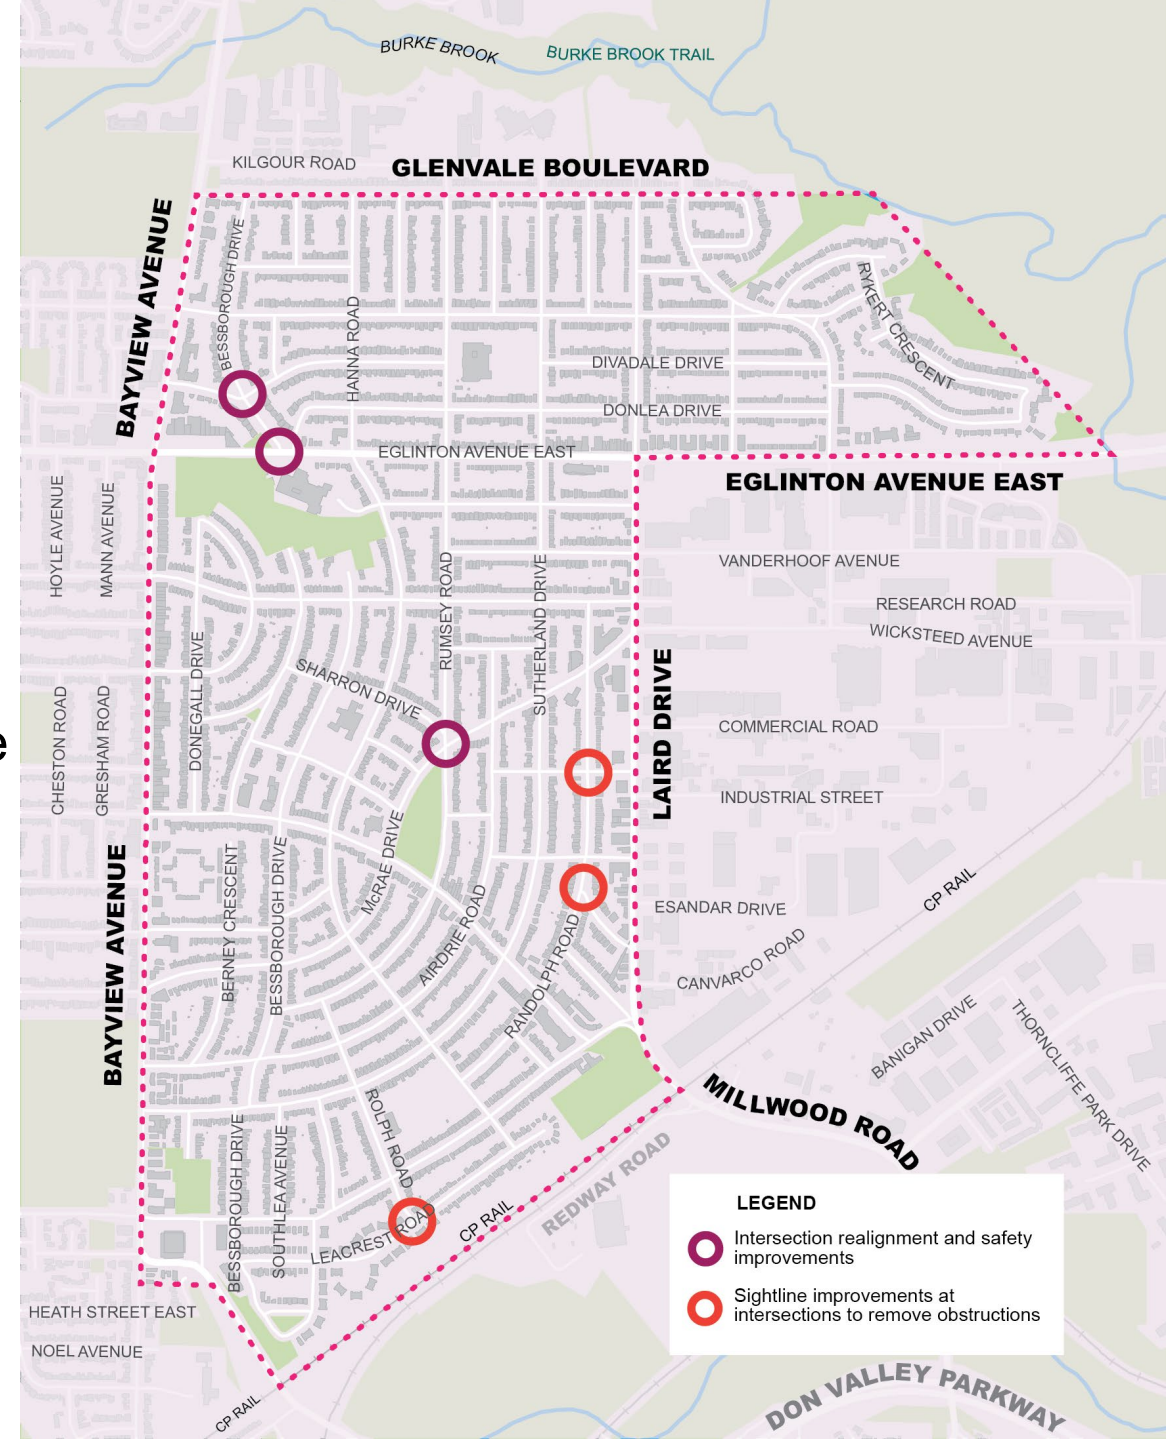 BURKE BROOK
BURKE BROOK TRAIL
KILGOUR ROAD
GLENVALE BOULEVARD
BAYVIEW AVENUE
BESSBOROUGH DRIVE
HANNA ROAD
RYKERT CRESCENT
DIVADALE DRIVE
DONLEA DRIVE
EGLINTON AVENUE EAST
EGLINTON AVENUE EAST
HOYLE AVENUE
MANN AVENUE
VANDERHOOF AVENUE
RESEARCH ROAD
WICKSTEED AVENUE
RUMSEY ROAD
SUTHERLAND DRIVE
DONEGALL DRIVE
SHARRON DRIVE
LAIRD DRIVE
CHESTON ROAD
GRESHAM ROAD
COMMERCIAL ROAD
e
INDUSTRIAL STREET
BAYVIEW AVENUE
BERNEY CRESCENT
BESSBOROUGH DRIVE
McRAE DRIVE
AIRDRIE ROAD
RANDOLPH ROAD
ESANDAR DRIVE
CP RAIL
CANVARCO ROAD
BANIGAN DRIVE
THORNCLIFFE PARK DRIVE
MILLWOOD ROAD
ROLPH ROAD
BESSBOROUGH DRIVE
SOUTHLEA AVENUE
LEACREST ROAD
CP RAIL
REDWAY ROAD
HEATH STREET EAST
NOEL AVENUE
CP RAIL
LEGEND
Intersection realignment and safety
improvements
Sightline improvements at
intersections to remove obstructions
DON VALLEY PARKWAY